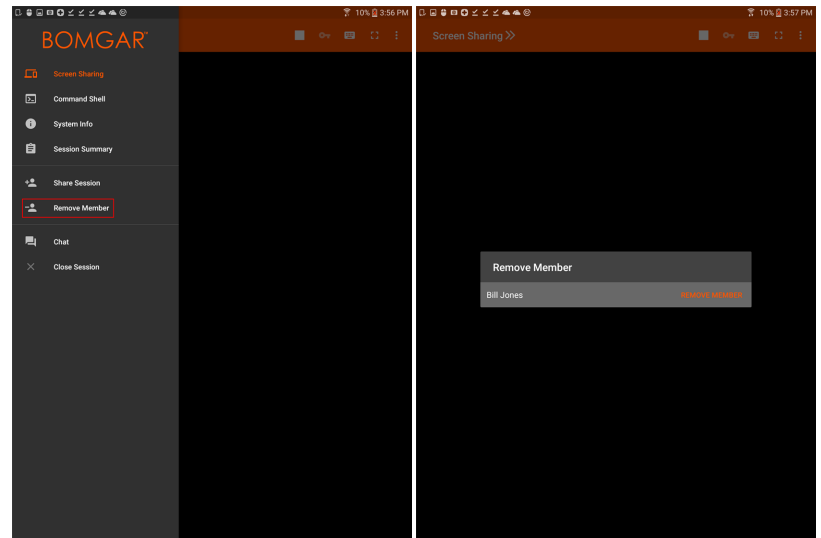 10% 3:56 PM
BOMGAR™
Screen Sharing
Command Shell
System Info
Session Summary
Share Session
Remove Member
Chat
Close Session
10% 3:57 PM
Screen Sharing
Remove Member
Bill Jones REMOVE MEMBER